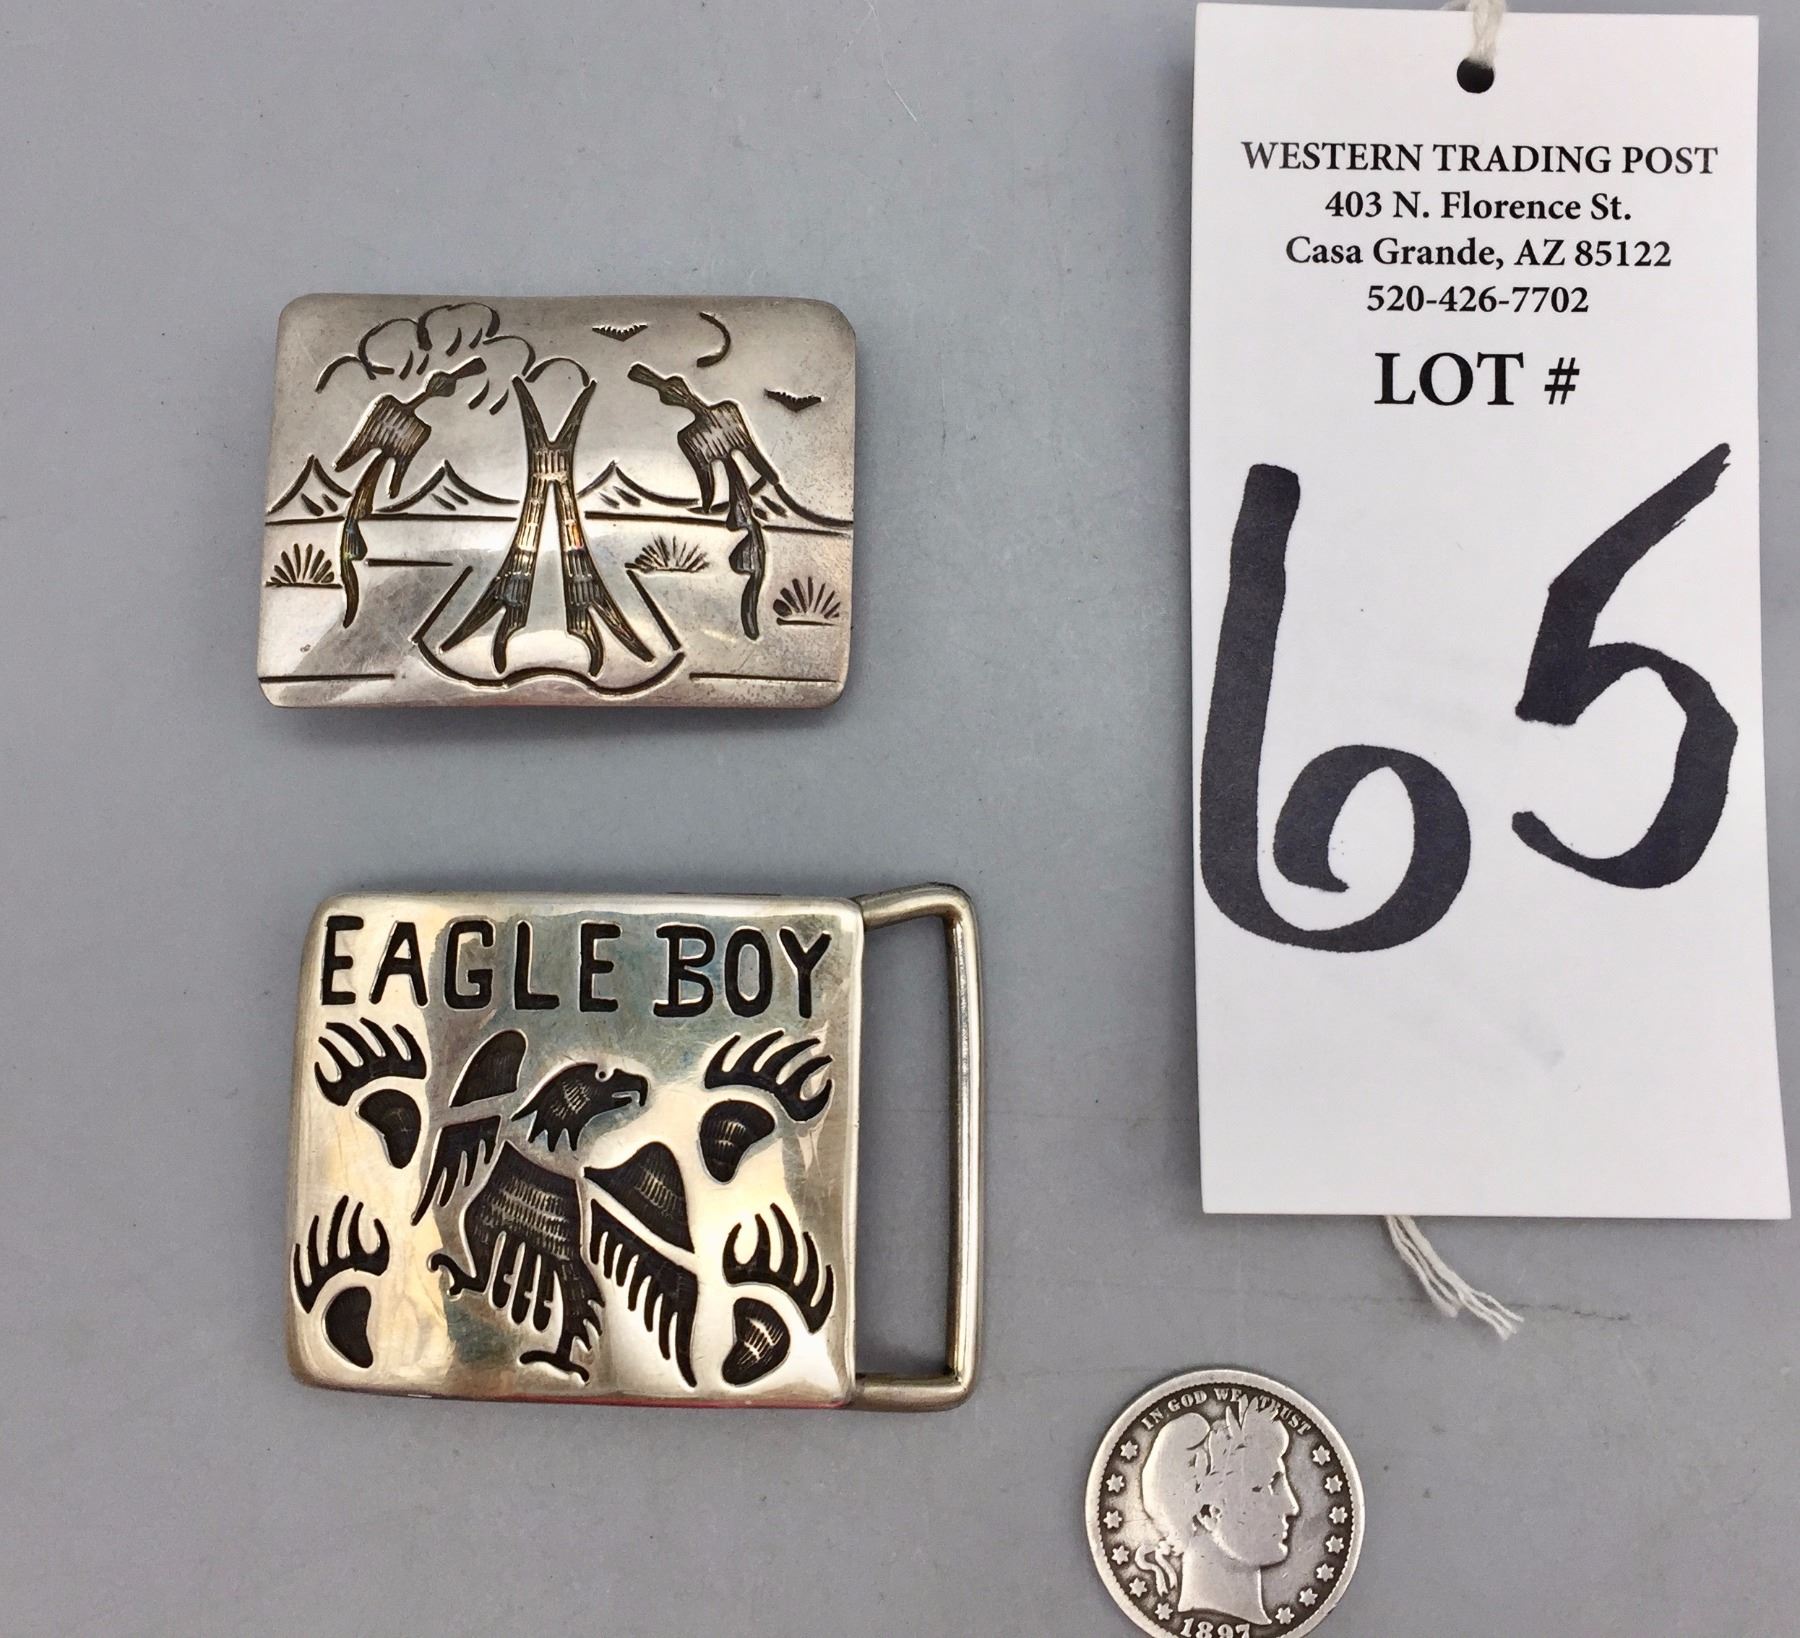 WESTERN TRADING POST
403 N. Florence St.
Casa Grande, AZ 85122
520-426-7702
LOT #
65
EAGLE BOY
IN GOD WE TRUST
1897